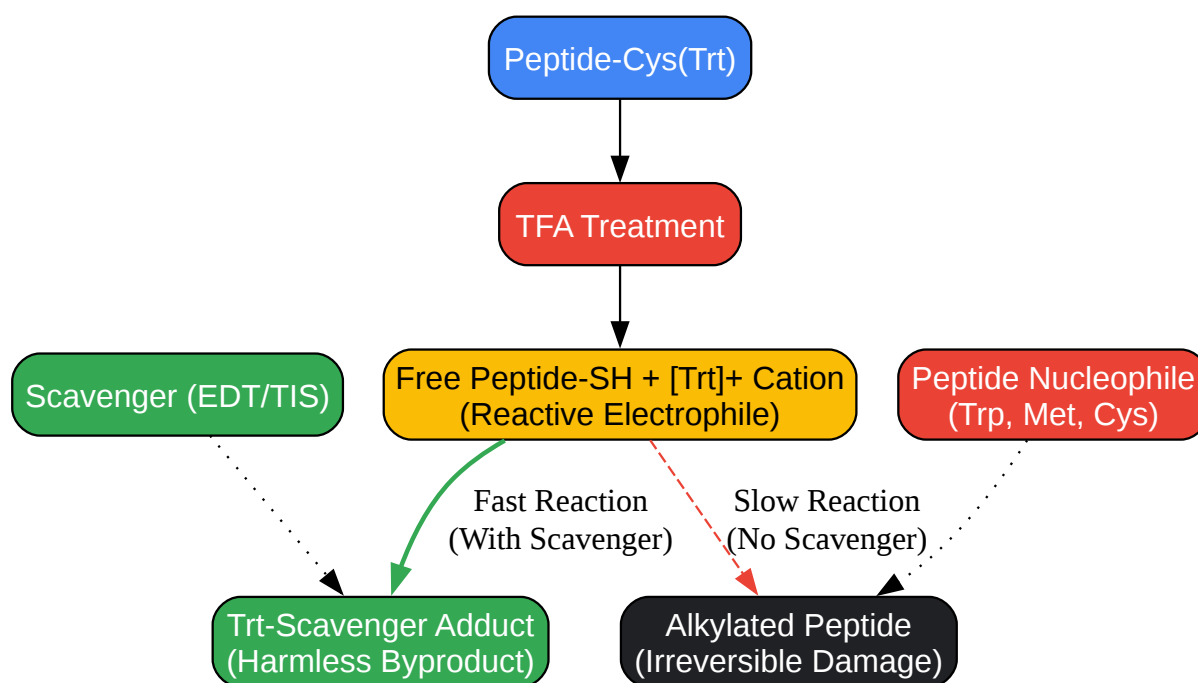 Peptide-Cys(Trt)
TFA Treatment
Scavenger (EDT/TIS)
Free Peptide-SH + [Trt]+ Cation
(Reactive Electrophile)
Peptide Nucleophile
(Trp, Met, Cys)
Fast Reaction
(With Scavenger)
Slow Reaction
(No Scavenger)
Trt-Scavenger Adduct
(Harmless Byproduct)
Alkylated Peptide
(Irreversible Damage)